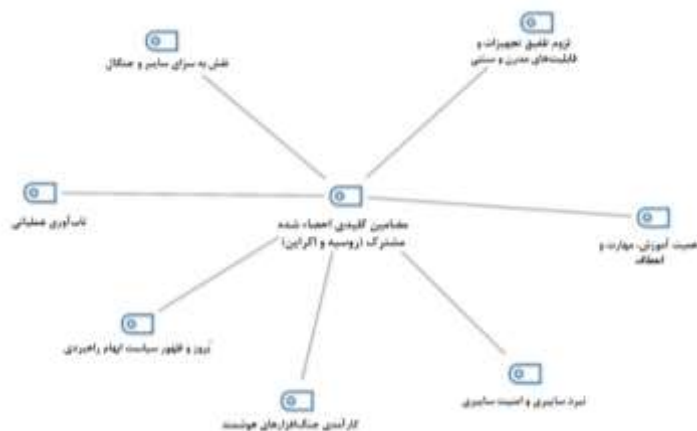 لزوم تلفیق تجهیزات و
قابلیت‌های مدرن و سنتی
نقش به سزای سایبر و جنگال
تاب‌آوری عملیاتی
مضامین کلیدی احصاء شده
مشترک (روسیه و اکراین)
اهمیت آموزش، مهارت و
انعطاف
بروز و ظهور سیاست ابهام راهبردی
نبرد سایبری و امنیت سایبری
کارآمدی جنگ‌افزارهای هوشمند